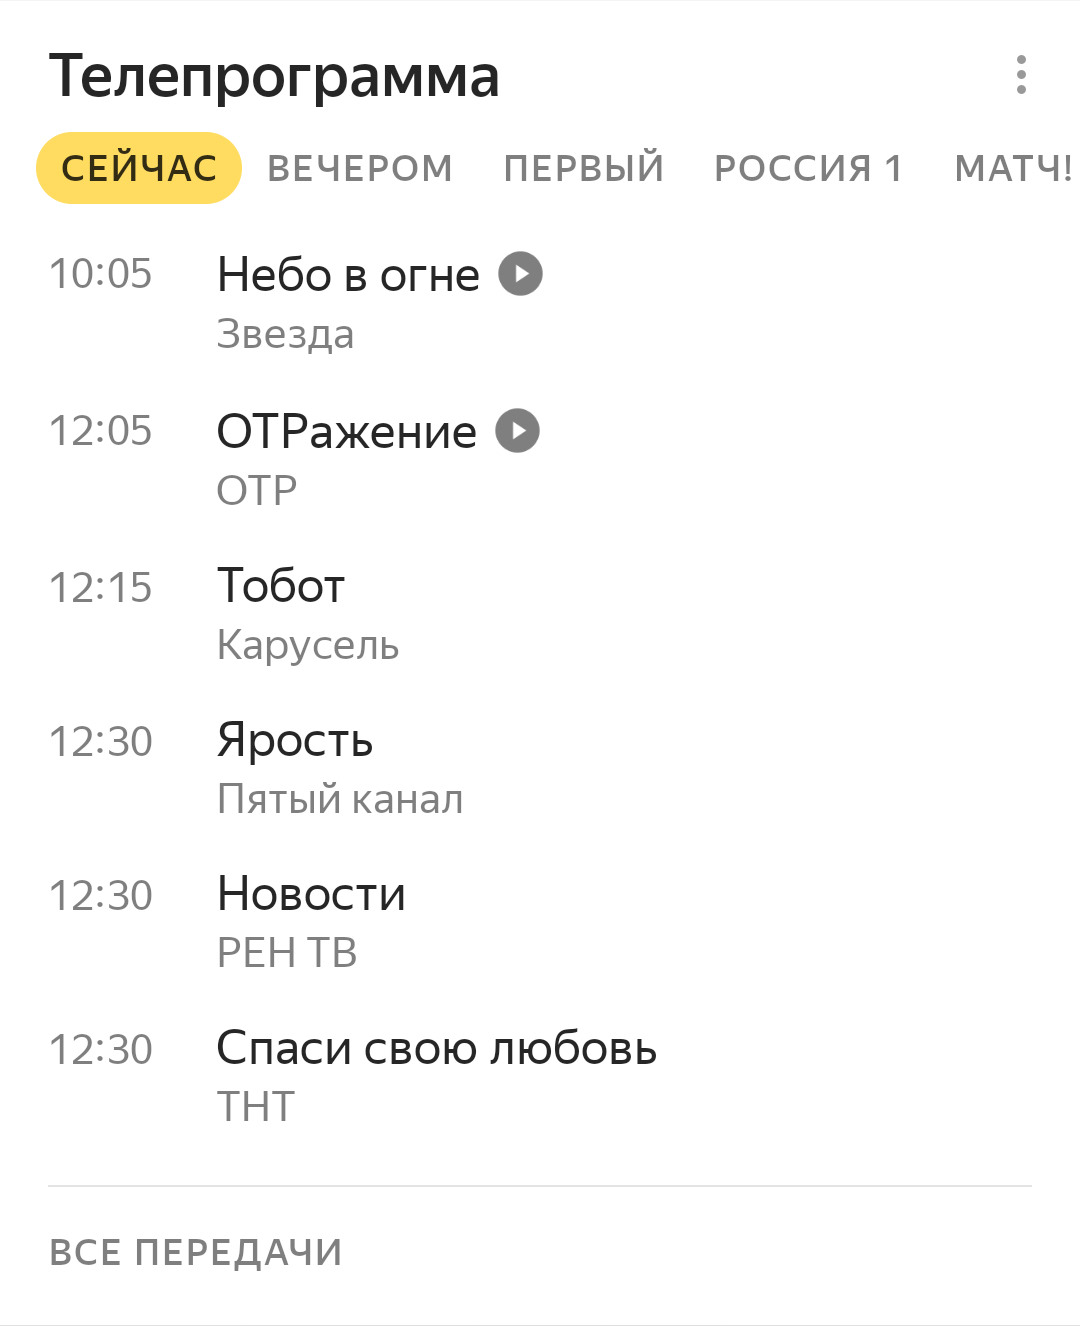 Телепрограмма
СЕЙЧАС ВЕЧЕРОМ ПЕРВЫЙ РОССИЯ 1 МАТЧ!
10:05 Небо в огне
Звезда
12:05 ОТРажение
ОТР
12:15 Тобот
Карусель
12:30 Ярость
Пятый канал
12:30 Новости
РЕН ТВ
12:30 Спаси свою любовь
ТНТ
ВСЕ ПЕРЕДАЧИ